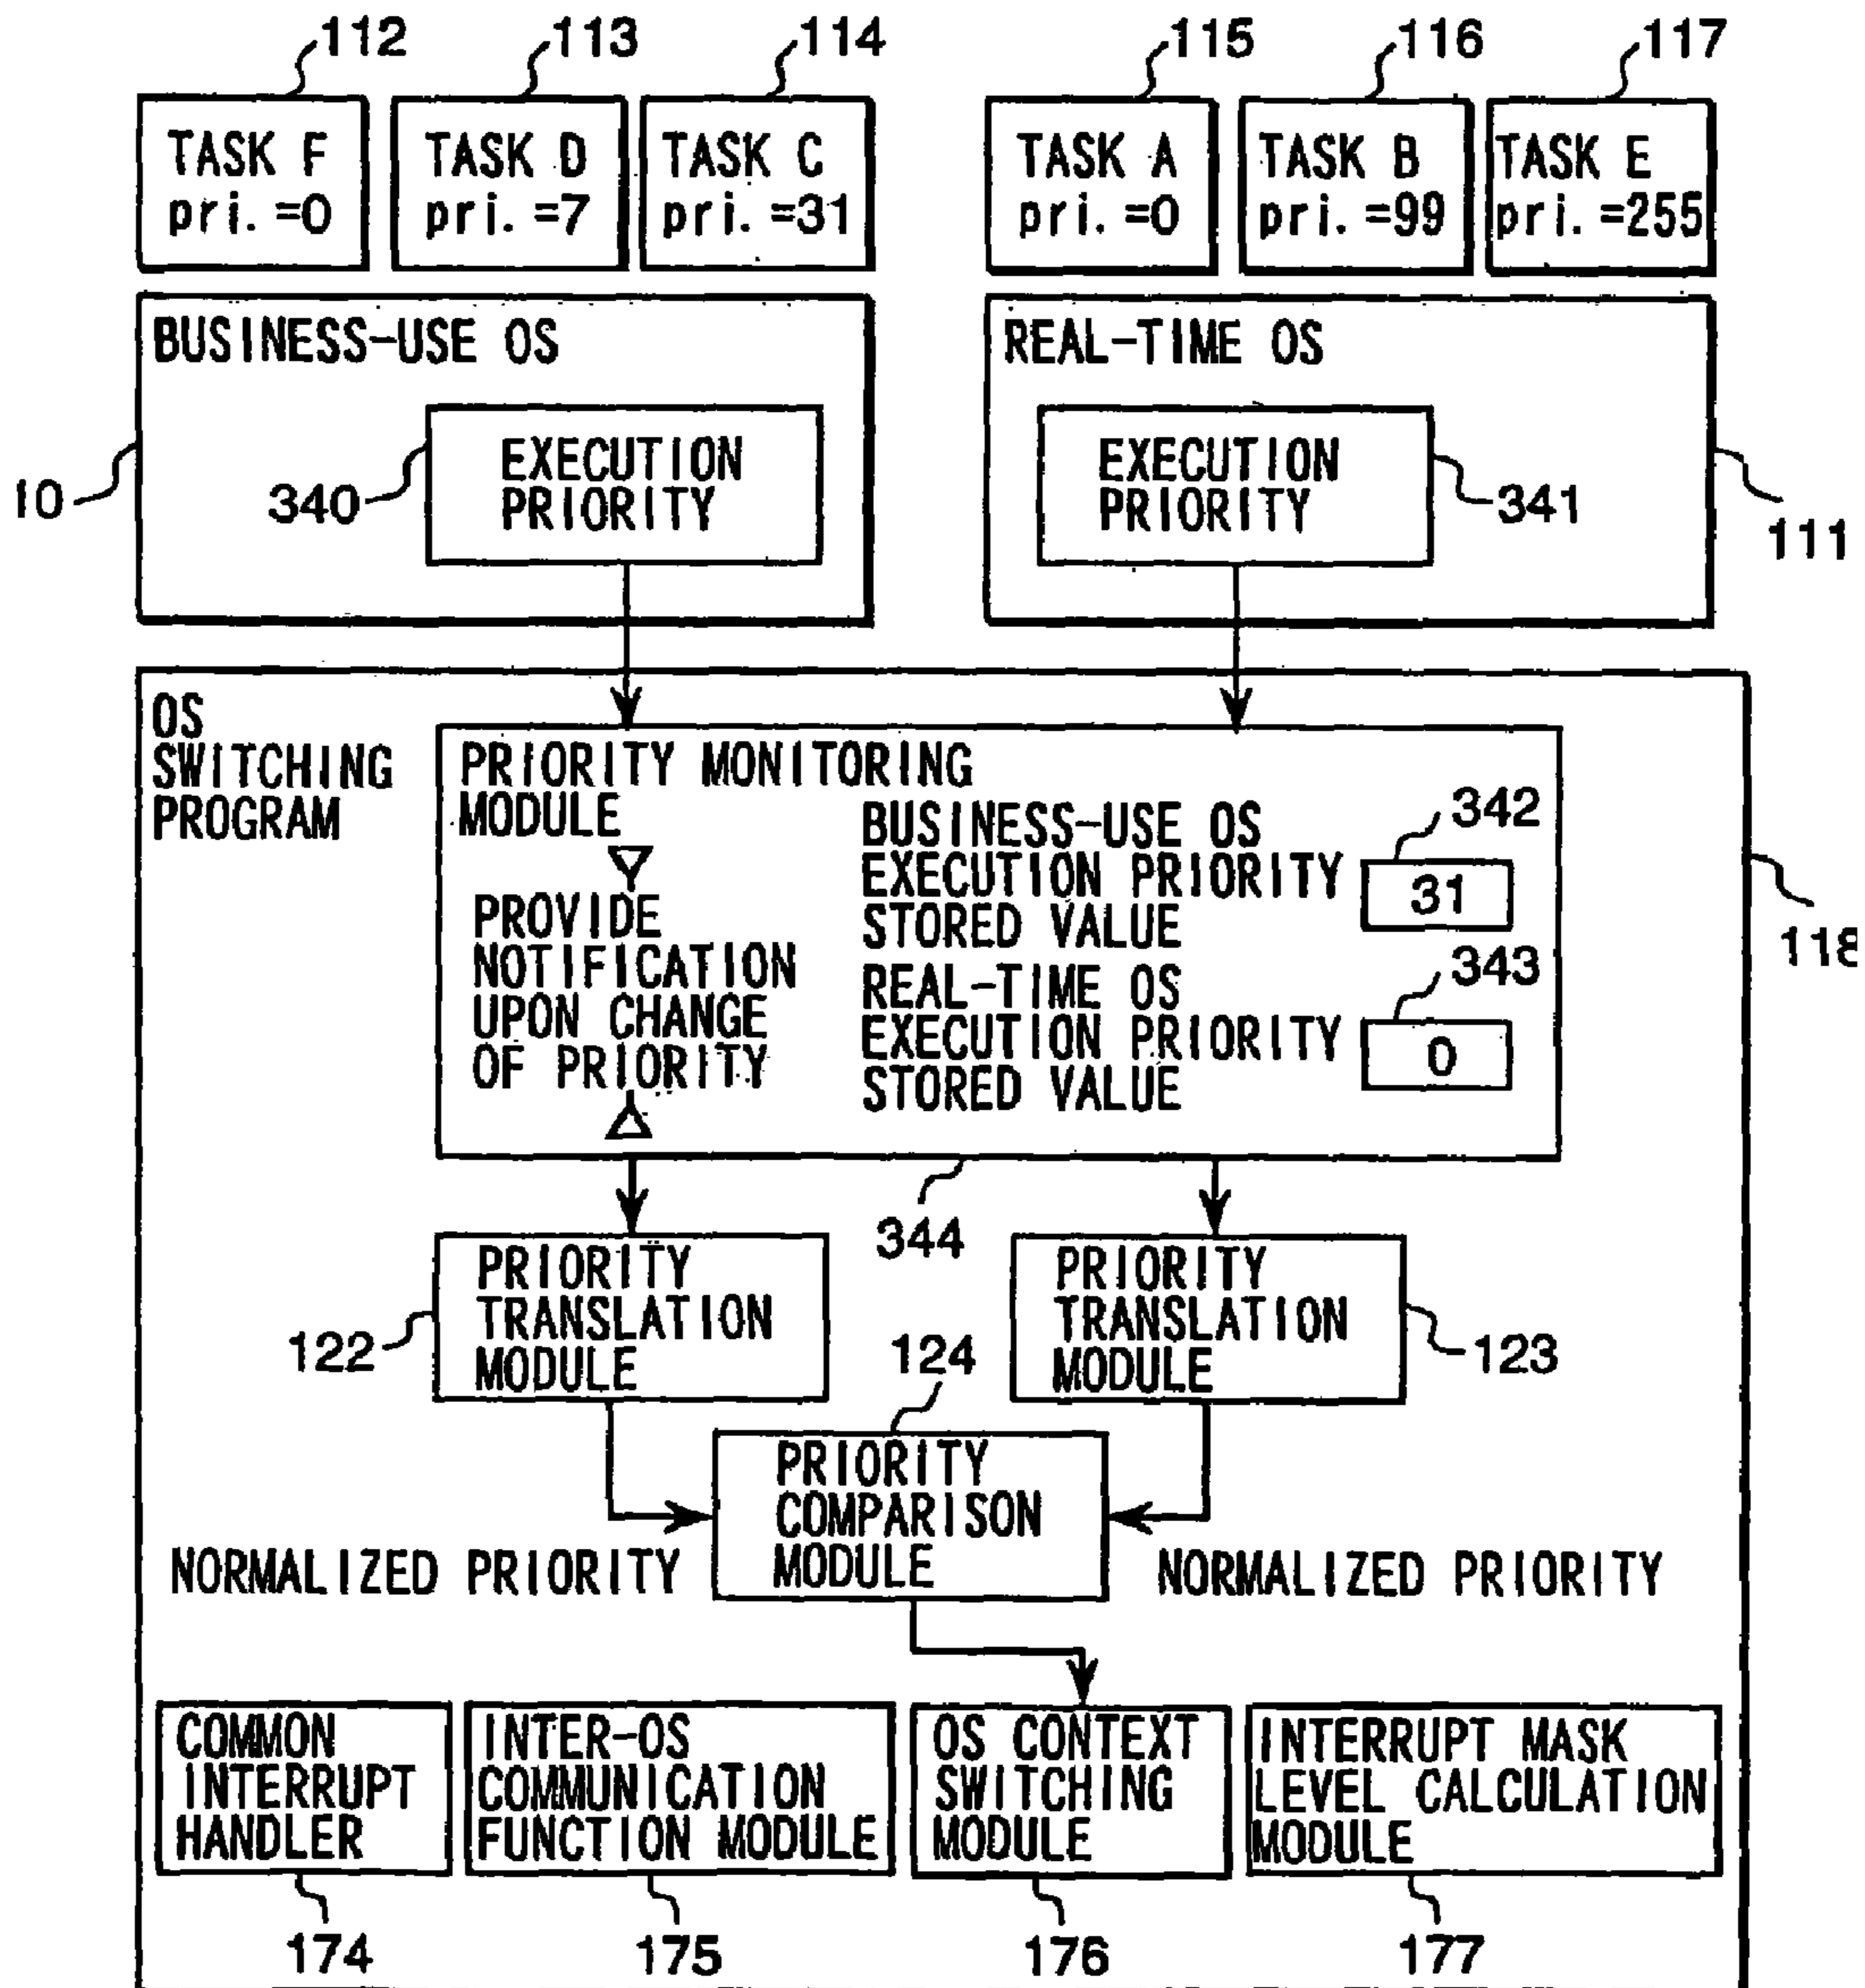 112
113
114
115
116
117
TASK F
pri. =0
TASK D
pri. =7
TASK C
pri. =31
TASK A
pri. =0
TASK B
pri. =99
TASK E
pri. =255
BUSINESS-USE OS
EXECUTION
PRIORITY
10
340
REAL-TIME OS
EXECUTION
PRIORITY
341
111
OS
SWITCHING
PROGRAM
118
PRIORITY MONITORING
MODULE
PROVIDE
NOTIFICATION
UPON CHANGE
OF PRIORITY
BUSINESS-USE OS
EXECUTION PRIORITY
STORED VALUE
342
31
REAL-TIME OS
EXECUTION PRIORITY
STORED VALUE
343
0
344
PRIORITY
TRANSLATION
MODULE
122
PRIORITY
TRANSLATION
MODULE
123
124
PRIORITY
COMPARISON
MODULE
NORMALIZED PRIORITY
NORMALIZED PRIORITY
COMMON
INTERRUPT
HANDLER
INTER-OS
COMMUNICATION
FUNCTION MODULE
OS CONTEXT
SWITCHING
MODULE
INTERRUPT MASK
LEVEL CALCULATION
MODULE
174
175
176
177